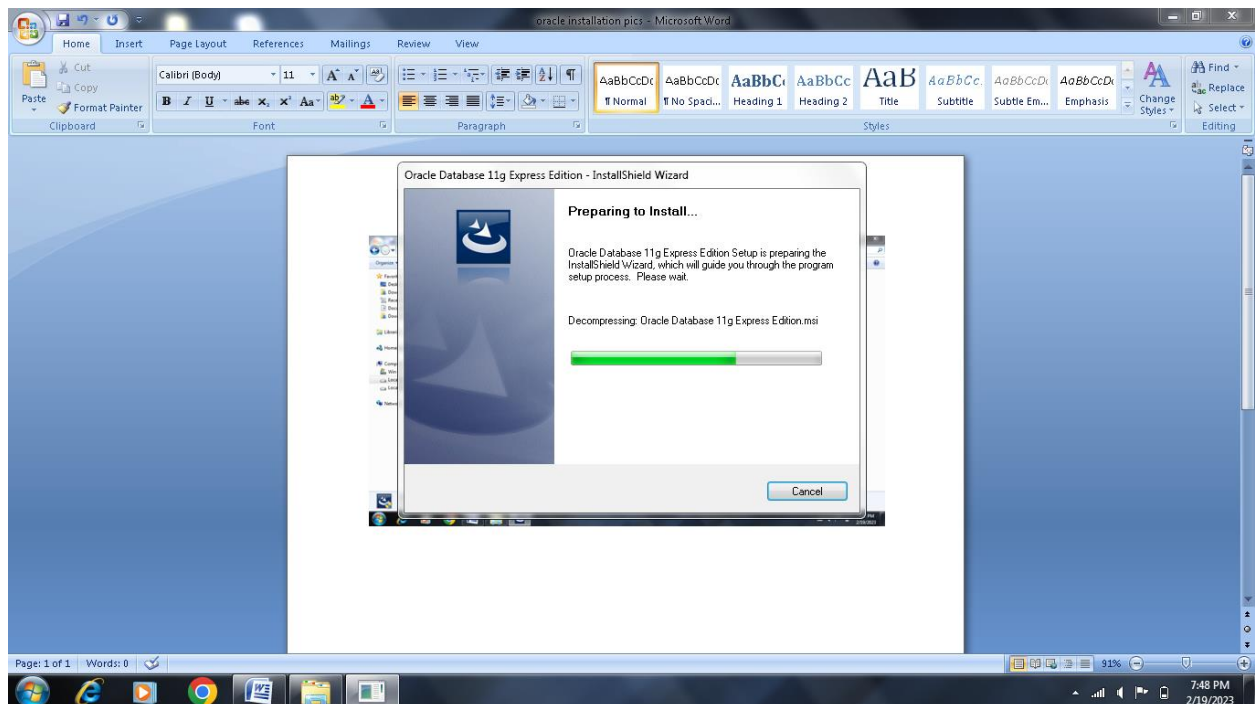 oracle installation pics - Microsoft Word
Home Insert Page Layout References Mailings Review View
Paste
Cut
Copy
Format Painter
Clipboard
Calibri (Body) 11
Font
Paragraph
AaBbCcDc AaBbCcDc AaBbC AaBbCc AaB AaBbCc. AaBbCcDc AaBbCcDc
¶ Normal ¶ No Spaci... Heading 1 Heading 2 Title Subtitle Subtle Em... Emphasis
Change Styles
Styles
Find
Replace
Select
Editing
Oracle Database 11g Express Edition - InstallShield Wizard
Preparing to Install...
Oracle Database 11g Express Edition Setup is preparing the
InstallShield Wizard, which will guide you through the program
setup process. Please wait.
Decompressing: Oracle Database 11g Express Edition.msi
Cancel
Page: 1 of 1 Words: 0
91%
7:48 PM
2/19/2023